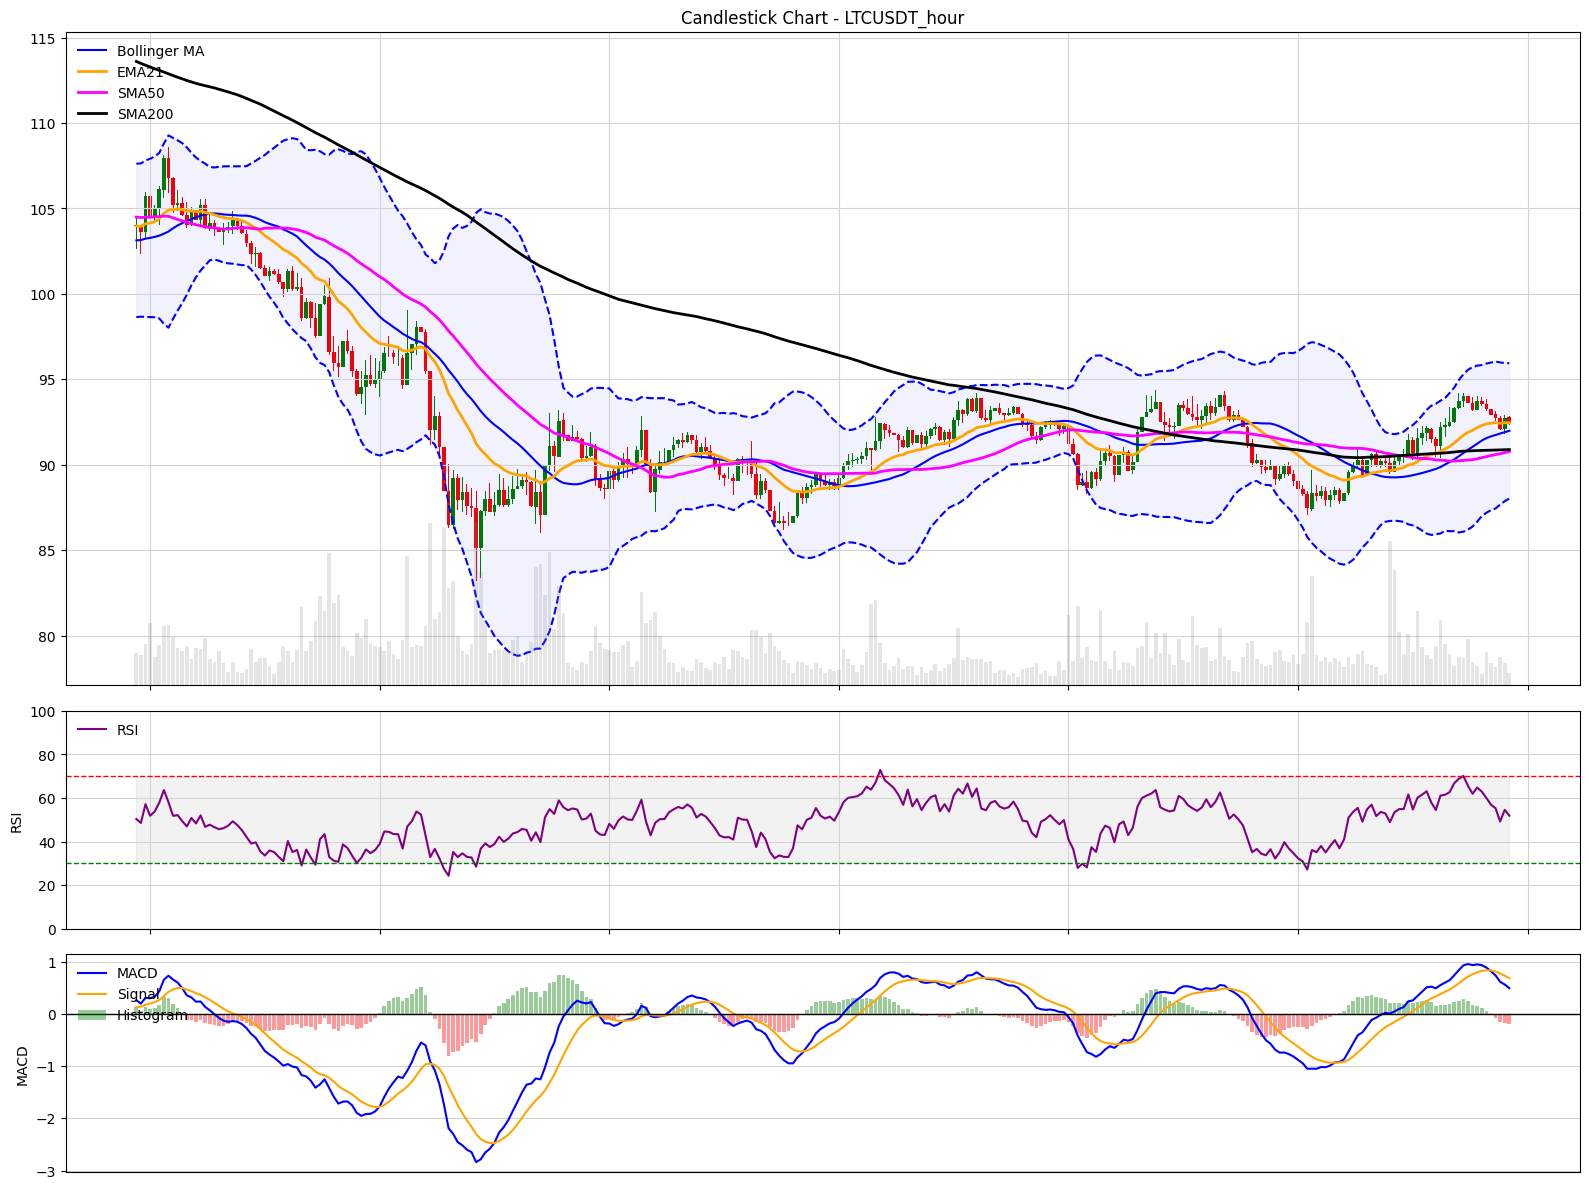 Candlestick Chart - LTCUSDT_hour
115
110
105
100
95
90
85
80
Bollinger MA
EMA21
SMA50
SMA200
100
80
60
40
20
0
RSI
RSI
1
0
−1
−2
−3
MACD
MACD
Signal
Histogram